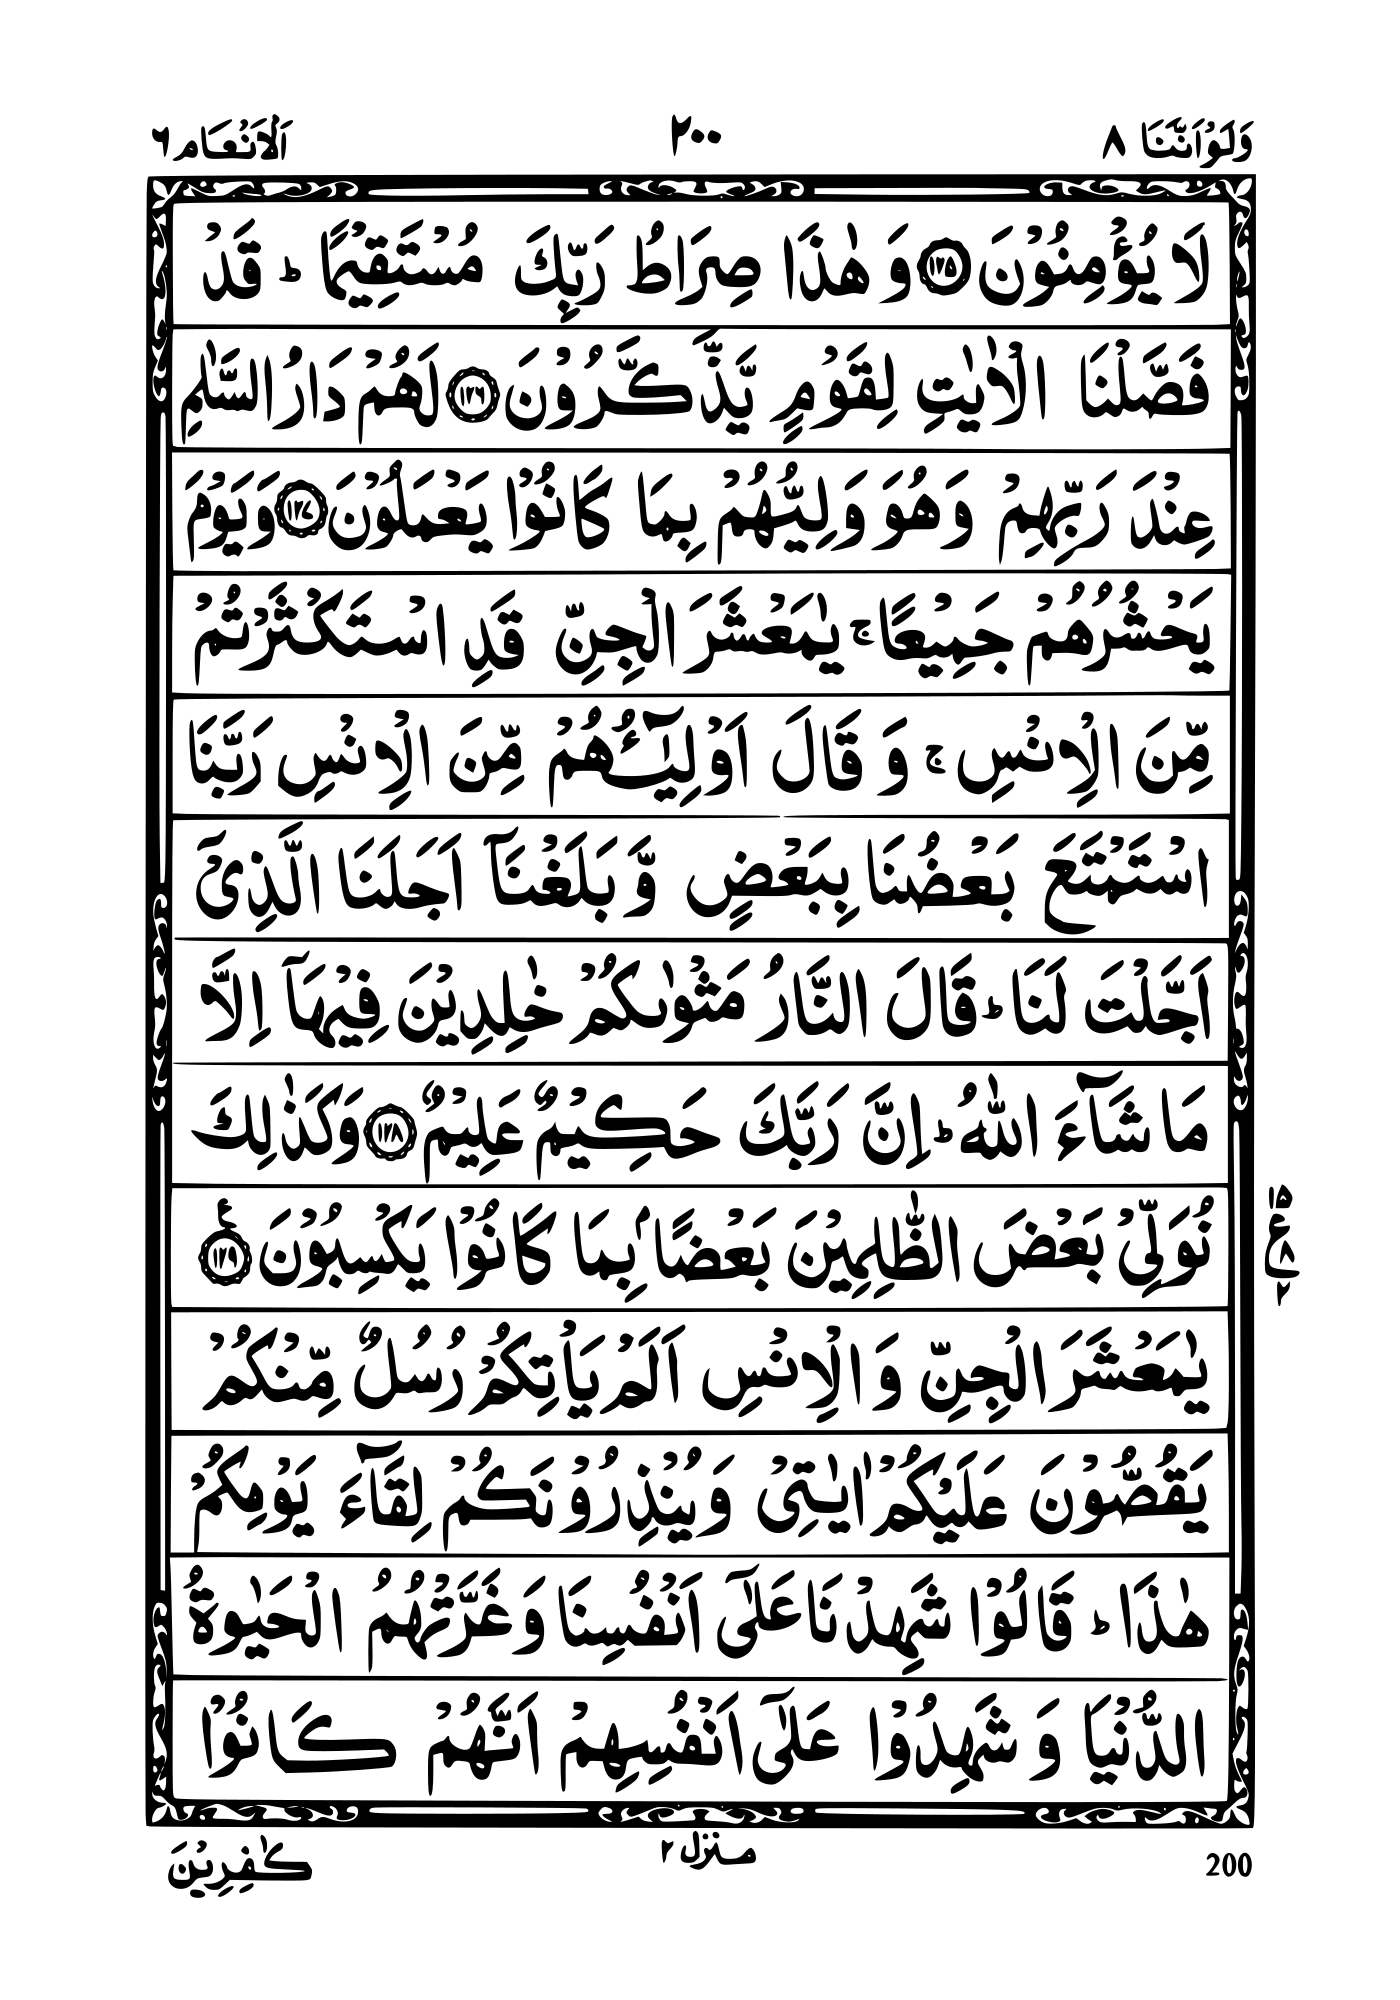 وَلَوْاَنَّنَا ٨
٢٠٠
اَلْاَنْعَام ٦
لَا يُؤْمِنُوْنَ ﴿١٢٥﴾ وَ هٰذَا صِرَاطُ رَبِّكَ مُسْتَقِيْمًا ؕ قَدْ
فَصَّلْنَا الْاٰيٰتِ لِقَوْمٍ يَّذَّكَّرُوْنَ ﴿١٢٦﴾ لَهُمْ دَارُ السَّلٰمِ
عِنْدَ رَبِّهِمْ وَهُوَ وَلِيُّهُمْ بِمَا كَانُوْا يَعْمَلُوْنَ ﴿١٢٧﴾ وَيَوْمَ
يَحْشُرُهُمْ جَمِيْعًا ۚ يٰمَعْشَرَ الْجِنِّ قَدِ اسْتَكْثَرْتُمْ
مِّنَ الْاِنْسِ ۚ وَ قَالَ اَوْلِيٰٓـؤُهُمْ مِّنَ الْاِنْسِ رَبَّنَا
اسْتَمْتَعَ بَعْضُنَا بِبَعْضٍ وَّ بَلَغْنَاۤ اَجَلَنَا الَّذِىْۤ
اَجَّلْتَ لَنَا ؕ قَالَ النَّارُ مَثْوٰىكُمْ خٰلِدِيْنَ فِيْهَاۤ اِلَّا
مَا شَآءَ اللّٰهُ ؕ اِنَّ رَبَّكَ حَكِيْمٌ عَلِيْمٌ ﴿١٢٨﴾ وَكَذٰلِكَ
نُوَلِّىْ بَعْضَ الظّٰلِمِيْنَ بَعْضًاۢ بِمَا كَانُوْا يَكْسِبُوْنَ ﴿١٢٩﴾ ع
١٥
ع
٨
٢
يٰمَعْشَرَ الْجِنِّ وَ الْاِنْسِ اَلَمْ يَاْتِكُمْ رُسُلٌ مِّنْكُمْ
يَقُصُّوْنَ عَلَيْكُمْ اٰيٰتِىْ وَ يُنْذِرُوْنَكُمْ لِقَآءَ يَوْمِكُمْ
هٰذَا ؕ قَالُوْا شَهِدْنَا عَلٰٓى اَنْفُسِنَا وَ غَرَّتْهُمُ الْحَيٰوةُ
الدُّنْيَا وَ شَهِدُوْا عَلٰٓى اَنْفُسِهِمْ اَنَّهُمْ كَانُوْا
200
منزل ٢
كٰفِرِيْنَ